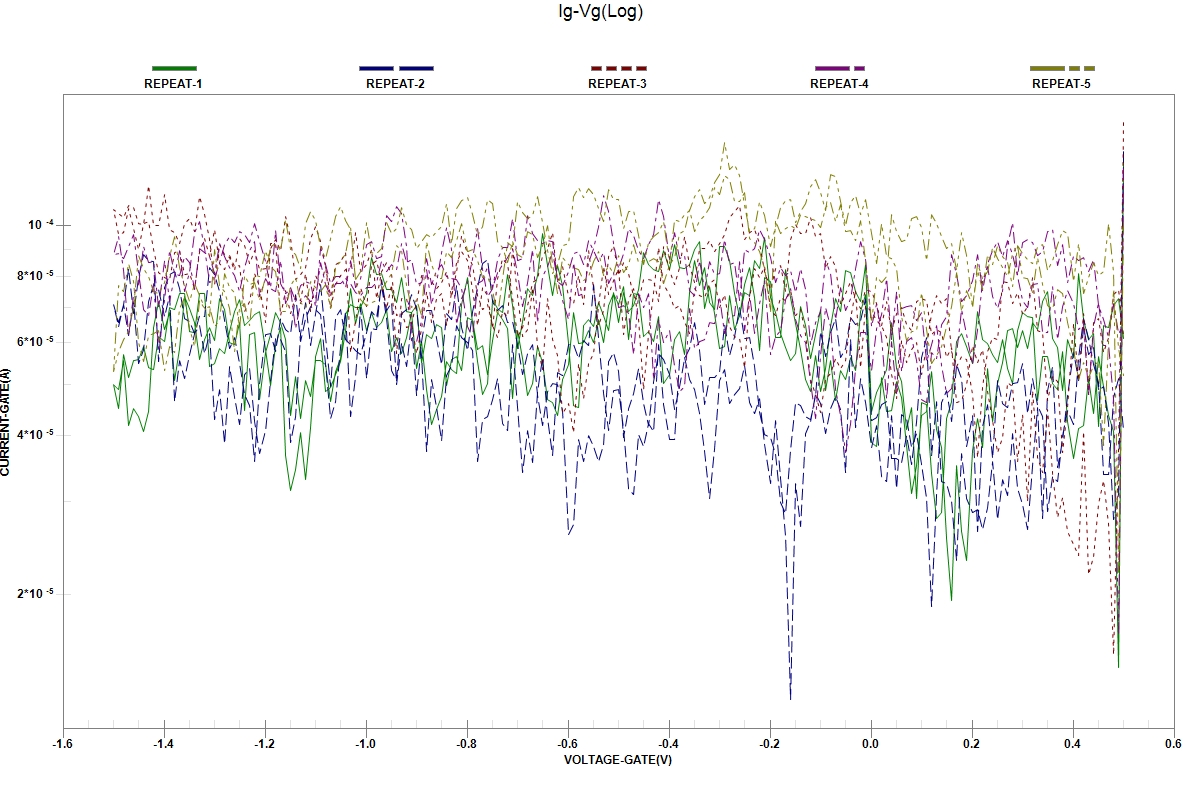 Ig-Vg(Log)
REPEAT-1 REPEAT-2 REPEAT-3 REPEAT-4 REPEAT-5
10 -4
8*10 -5
6*10 -5
4*10 -5
2*10 -5
CURRENT-GATE(A)
-1.6 -1.4 -1.2 -1.0 -0.8 -0.6 -0.4 -0.2 0.0 0.2 0.4 0.6
VOLTAGE-GATE(V)